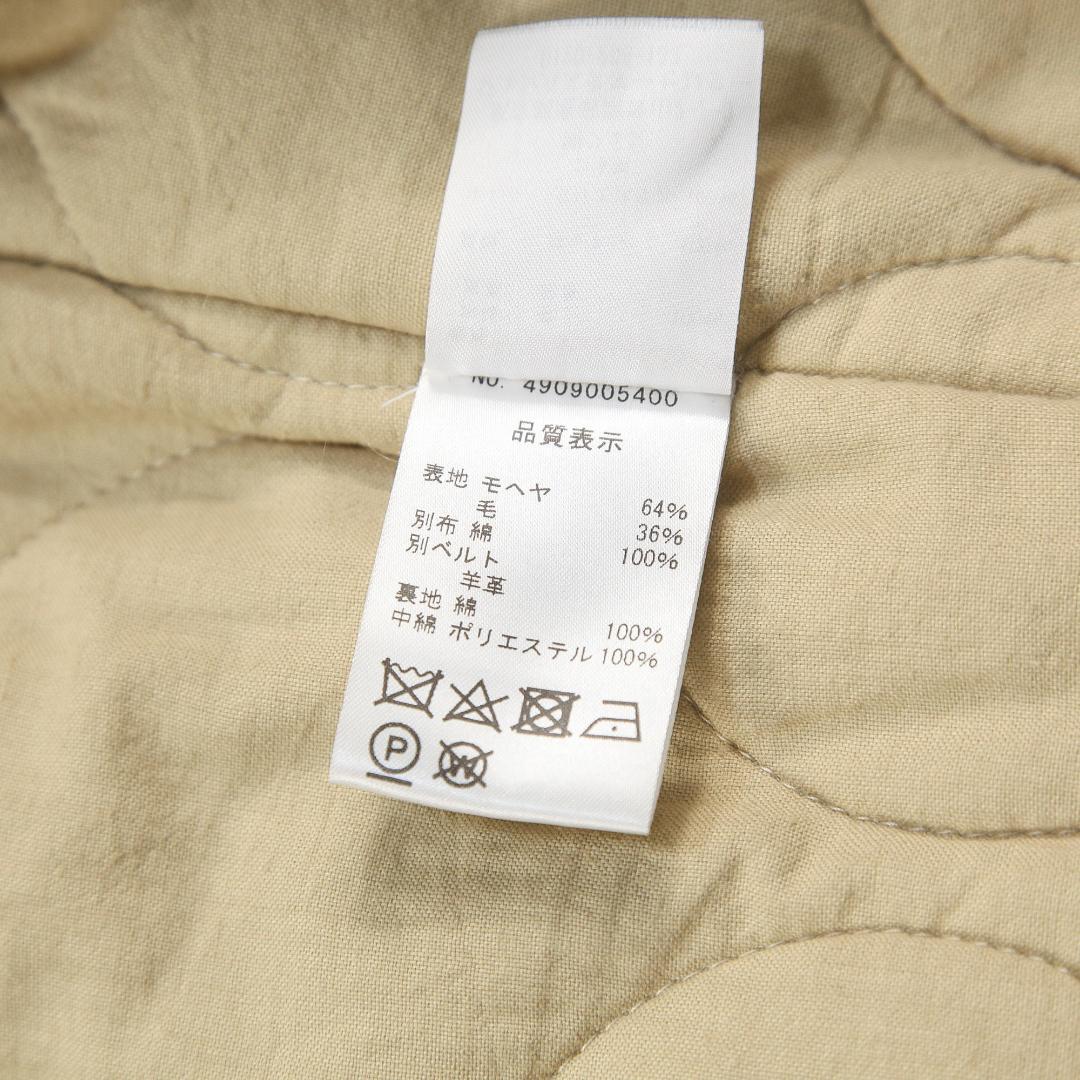 No. 4909005400
品質表示
表地 モヘヤ 64%
毛 36%
別布 綿 100%
別ベルト
羊革
裏地 綿 100%
中綿 ポリエステル 100%
P
W